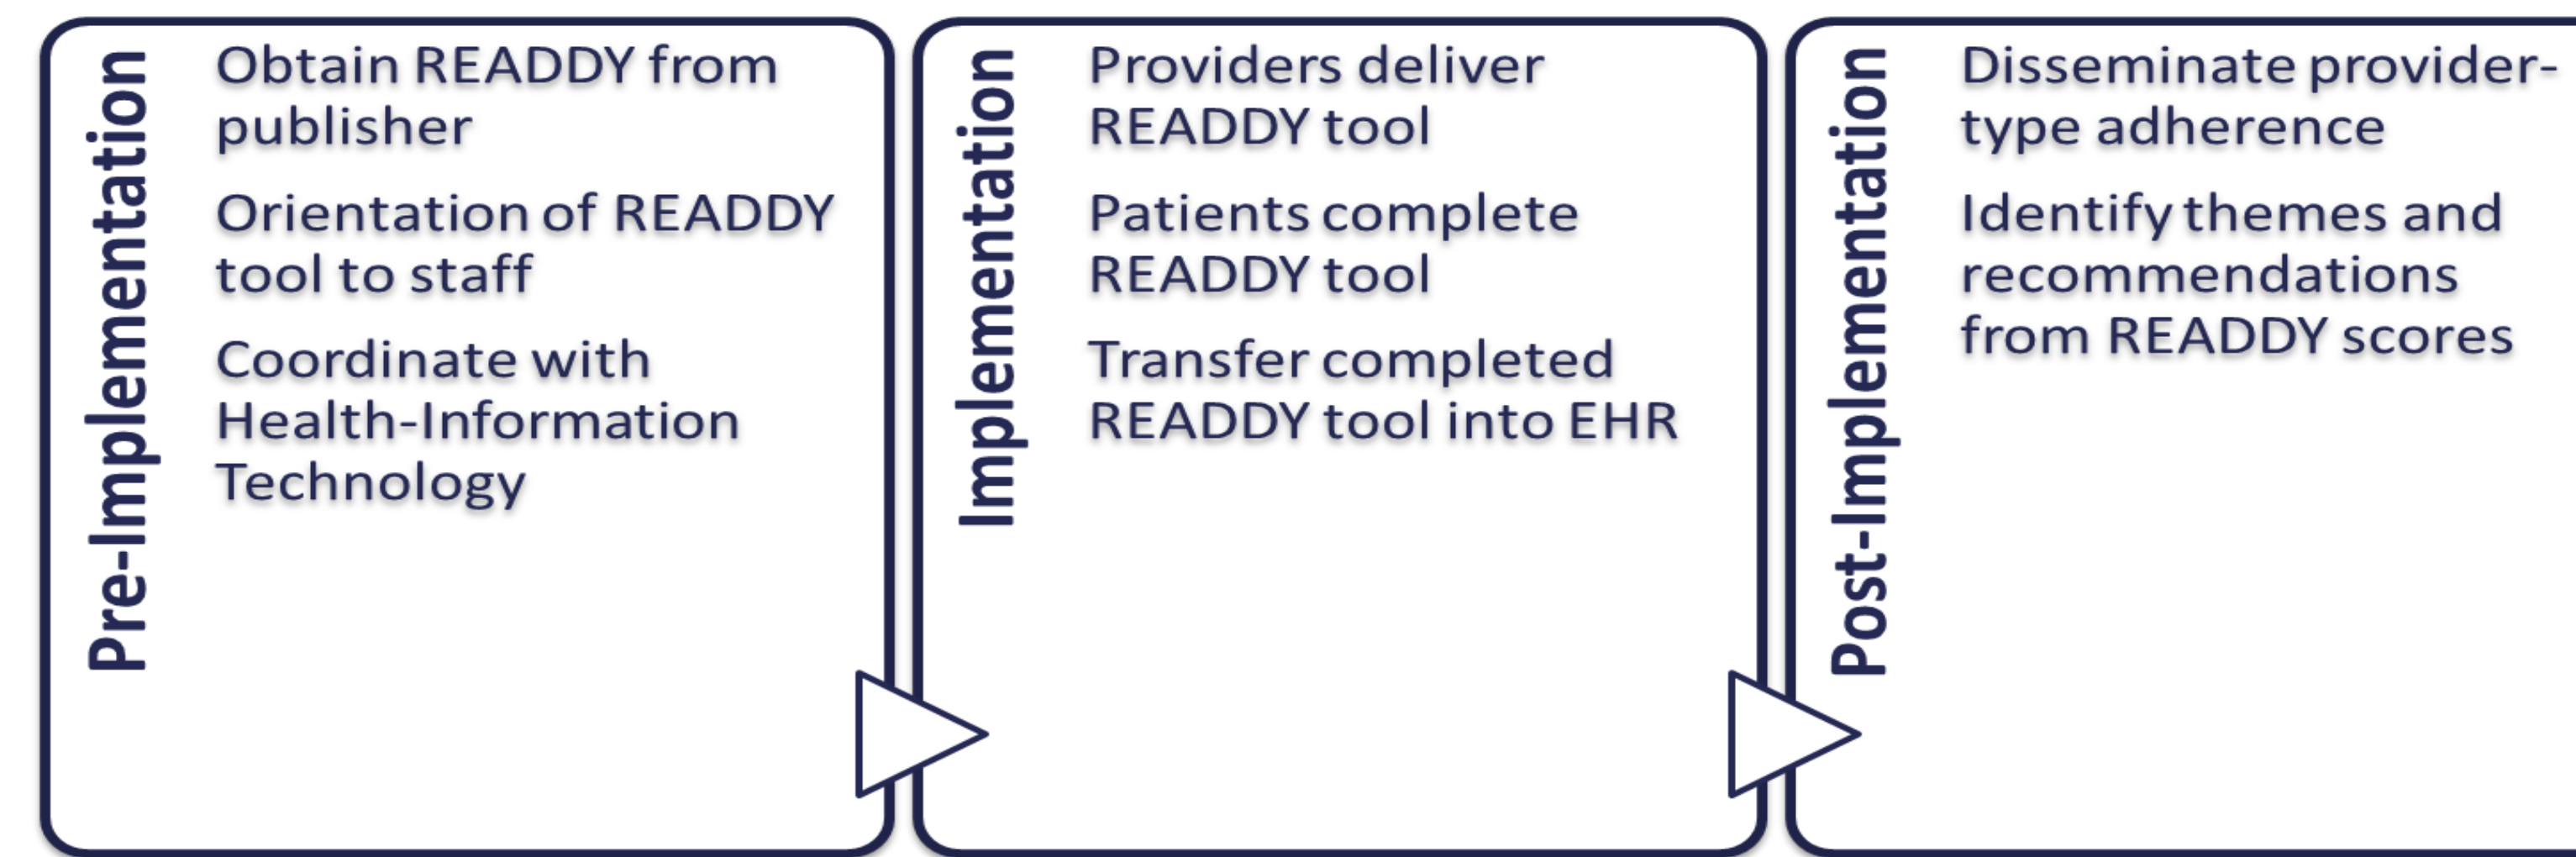 Pre-Implementation
Obtain READDY from
publisher
Orientation of READDY
tool to staff
Coordinate with
Health-Information
Technology
Implementation
Providers deliver
READDY tool
Patients complete
READDY tool
Transfer completed
READDY tool into EHR
Post-Implementation
Disseminate provider-
type adherence
Identify themes and
recommendations
from READDY scores